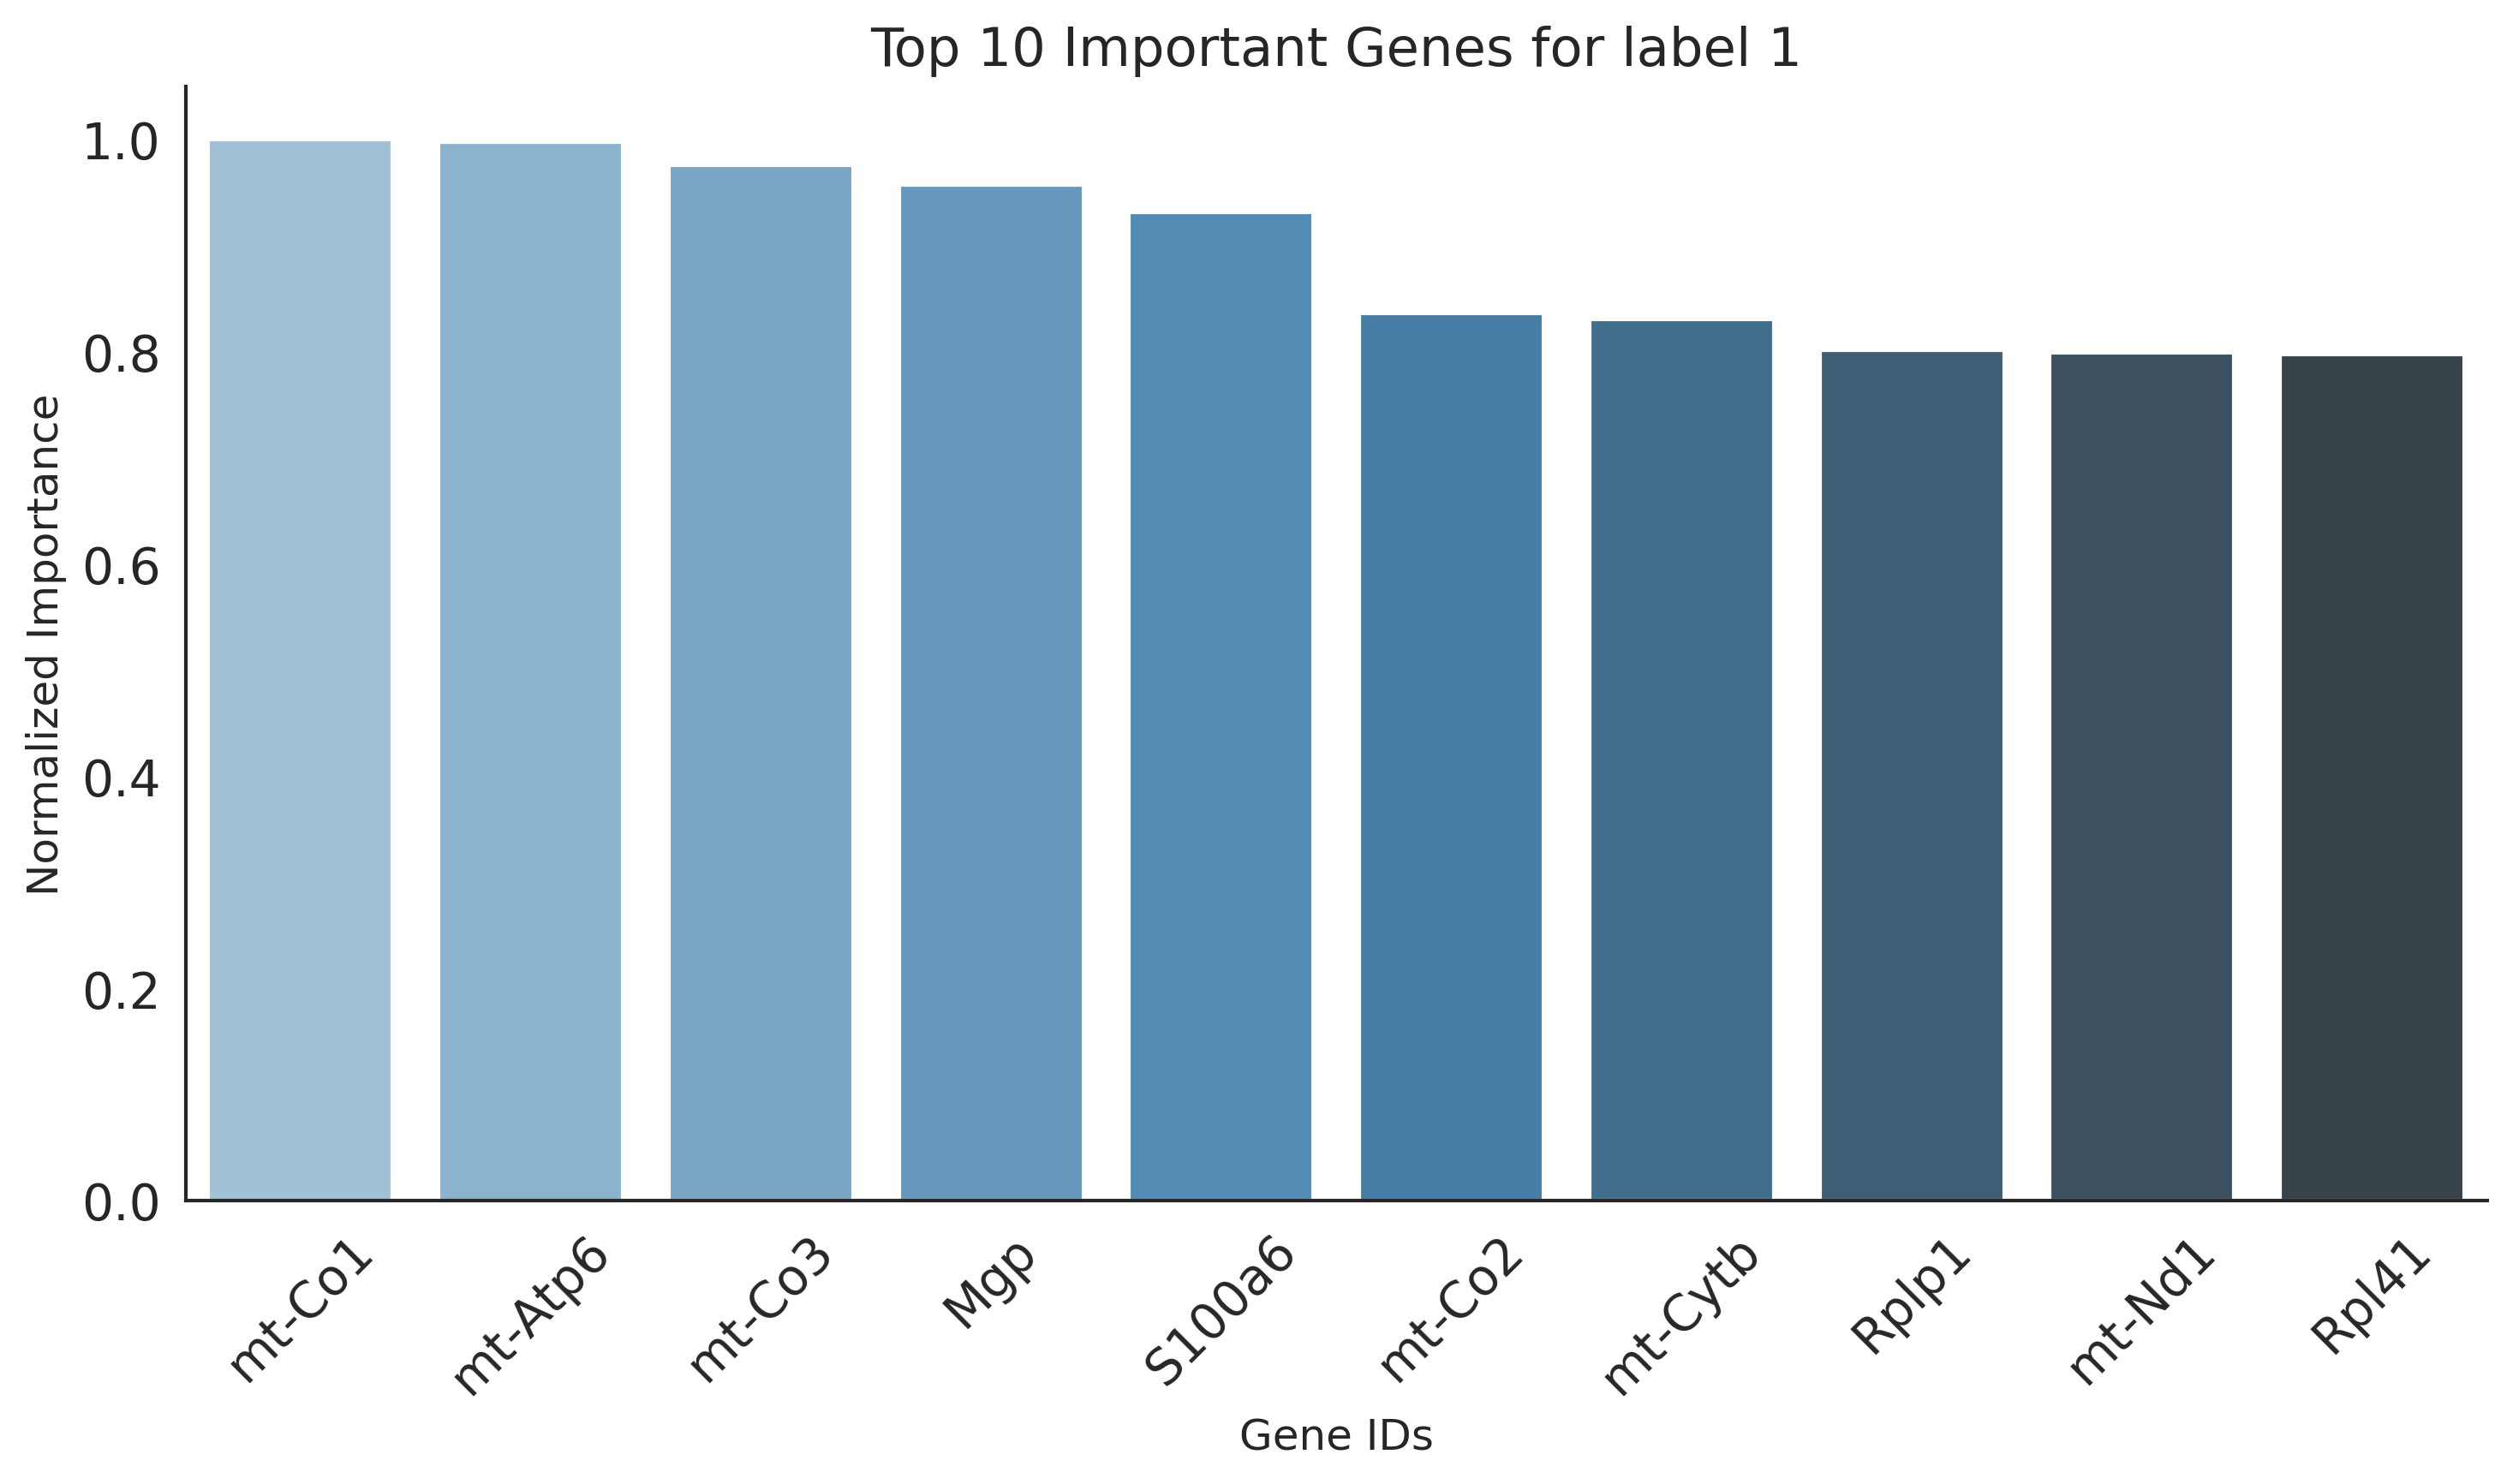 Top 10 Important Genes for label 1
Normalized Importance
1.0
0.8
0.6
0.4
0.2
0.0
mt-Co1
mt-Atp6
mt-Co3
Mgp
S100a6
mt-Co2
mt-Cytb
Rplp1
mt-Nd1
Rpl41
Gene IDs